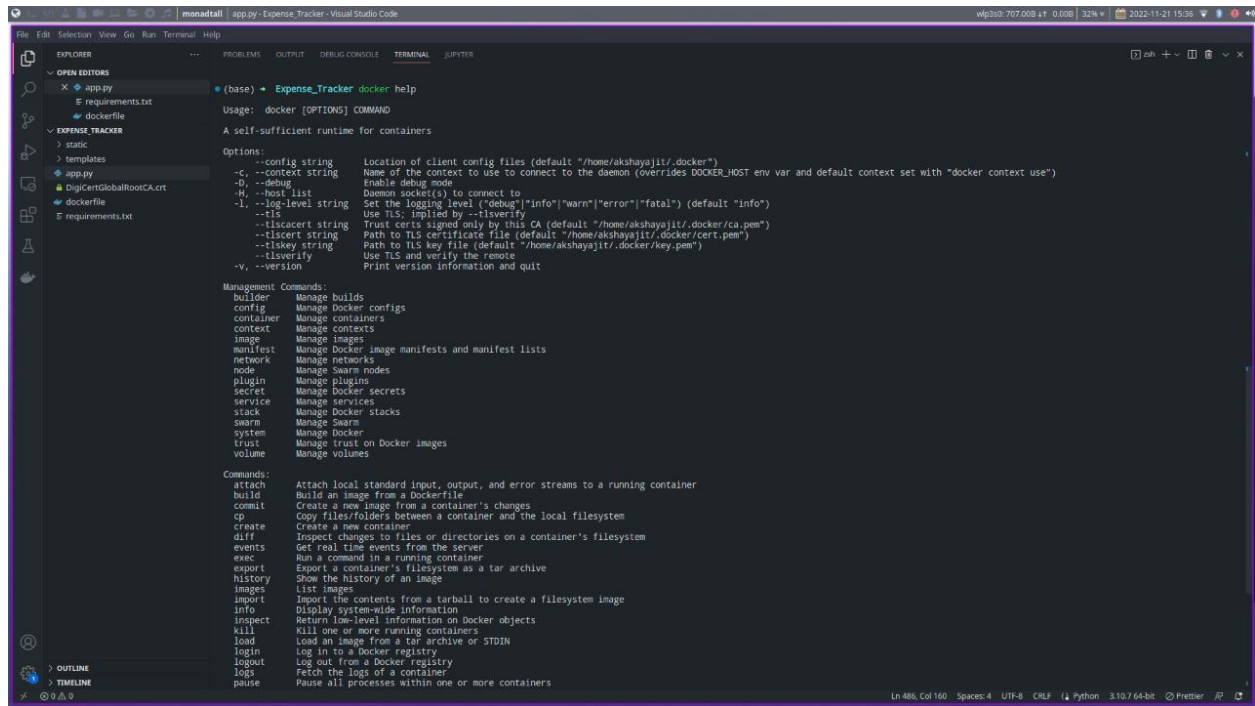 monadtall app.py - Expense_Tracker - Visual Studio Code
wlp3s0: 707.00B ↓↑ 0.00B 32% 2022-11-21 15:36
File Edit Selection View Go Run Terminal Help
EXPLORER
OPEN EDITORS
app.py
requirements.txt
dockerfile
EXPENSE_TRACKER
static
templates
app.py
DigiCertGlobalRootCA.crt
dockerfile
requirements.txt
OUTLINE
TIMELINE
PROBLEMS OUTPUT DEBUG CONSOLE TERMINAL JUPYTER
zsh
(base) → Expense_Tracker docker help
Usage: docker [OPTIONS] COMMAND
A self-sufficient runtime for containers
Options:
--config string Location of client config files (default "/home/akshayajit/.docker")
-c, --context string Name of the context to use to connect to the daemon (overrides DOCKER_HOST env var and default context set with "docker context use")
-D, --debug Enable debug mode
-H, --host list Daemon socket(s) to connect to
-l, --log-level string Set the logging level ("debug"|"info"|"warn"|"error"|"fatal") (default "info")
--tls Use TLS; implied by --tlsverify
--tlscacert string Trust certs signed only by this CA (default "/home/akshayajit/.docker/ca.pem")
--tlscert string Path to TLS certificate file (default "/home/akshayajit/.docker/cert.pem")
--tlskey string Path to TLS key file (default "/home/akshayajit/.docker/key.pem")
--tlsverify Use TLS and verify the remote
-v, --version Print version information and quit
Management Commands:
builder Manage builds
config Manage Docker configs
container Manage containers
context Manage contexts
image Manage images
manifest Manage Docker image manifests and manifest lists
network Manage networks
node Manage Swarm nodes
plugin Manage plugins
secret Manage Docker secrets
service Manage services
stack Manage Docker stacks
swarm Manage Swarm
system Manage Docker
trust Manage trust on Docker images
volume Manage volumes
Commands:
attach Attach local standard input, output, and error streams to a running container
build Build an image from a Dockerfile
commit Create a new image from a container's changes
cp Copy files/folders between a container and the local filesystem
create Create a new container
diff Inspect changes to files or directories on a container's filesystem
events Get real time events from the server
exec Run a command in a running container
export Export a container's filesystem as a tar archive
history Show the history of an image
images List images
import Import the contents from a tarball to create a filesystem image
info Display system-wide information
inspect Return low-level information on Docker objects
kill Kill one or more running containers
load Load an image from a tar archive or STDIN
login Log in to a Docker registry
logout Log out from a Docker registry
logs Fetch the logs of a container
pause Pause all processes within one or more containers
0 0 Ln 486, Col 160 Spaces: 4 UTF-8 CRLF Python 3.10.7 64-bit Prettier